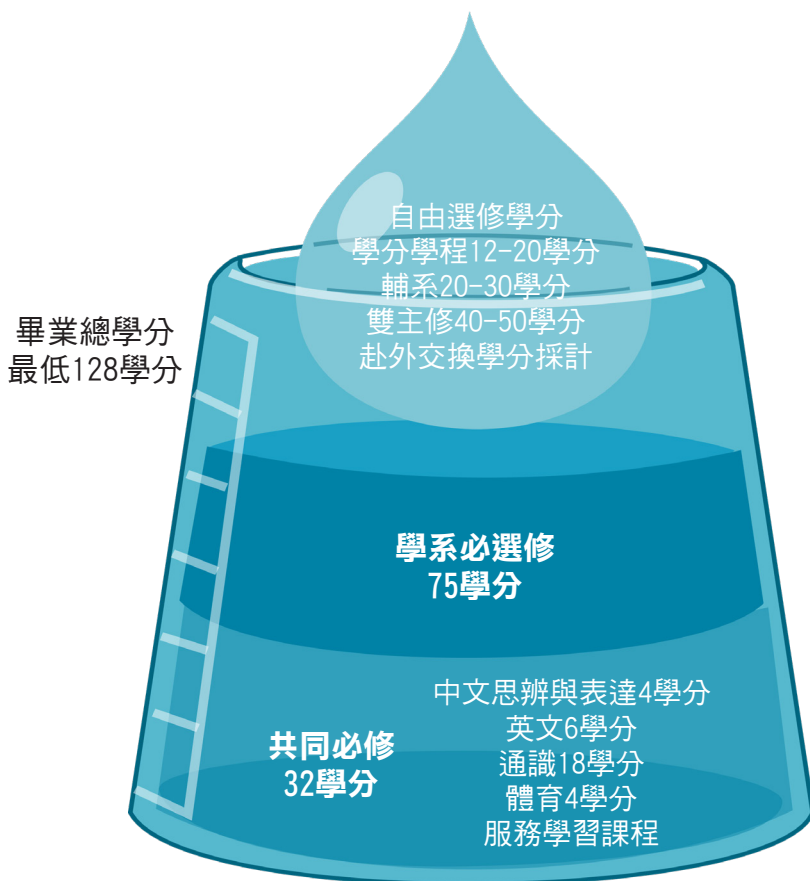 自由選修學分
學分學程12-20學分
輔系20-30學分
雙主修40-50學分
赴外交換學分採計
畢業總學分
最低128學分
學系必選修
75學分
共同必修
32學分
中文思辨與表達4學分
英文6學分
通識18學分
體育4學分
服務學習課程